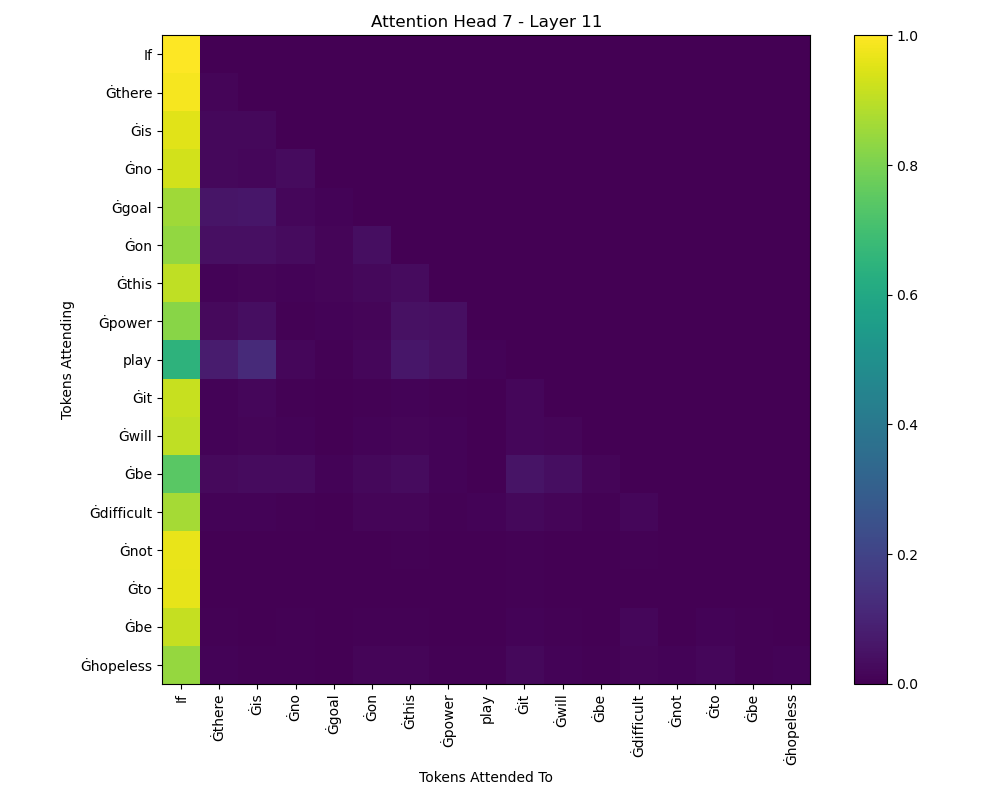 Attention Head 7 - Layer 11
If
Ġthere
Ġis
Ġno
Ġgoal
Ġon
Ġthis
Ġpower
play
Ġit
Ġwill
Ġbe
Ġdifficult
Ġnot
Ġto
Ġbe
Ġhopeless
Tokens Attending
If
Ġthere
Ġis
Ġno
Ġgoal
Ġon
Ġthis
Ġpower
play
Ġit
Ġwill
Ġbe
Ġdifficult
Ġnot
Ġto
Ġbe
Ġhopeless
Tokens Attended To
1.0
0.8
0.6
0.4
0.2
0.0